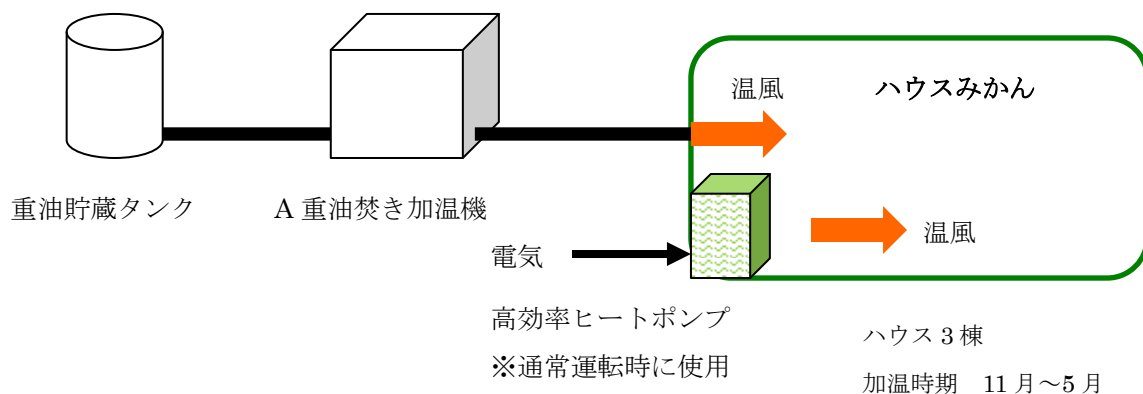 温風
ハウスみかん
重油貯蔵タンク
A 重油焚き加温機
電気
温風
高効率ヒートポンプ
※通常運転時に使用
ハウス 3 棟
加温時期　11 月～5 月